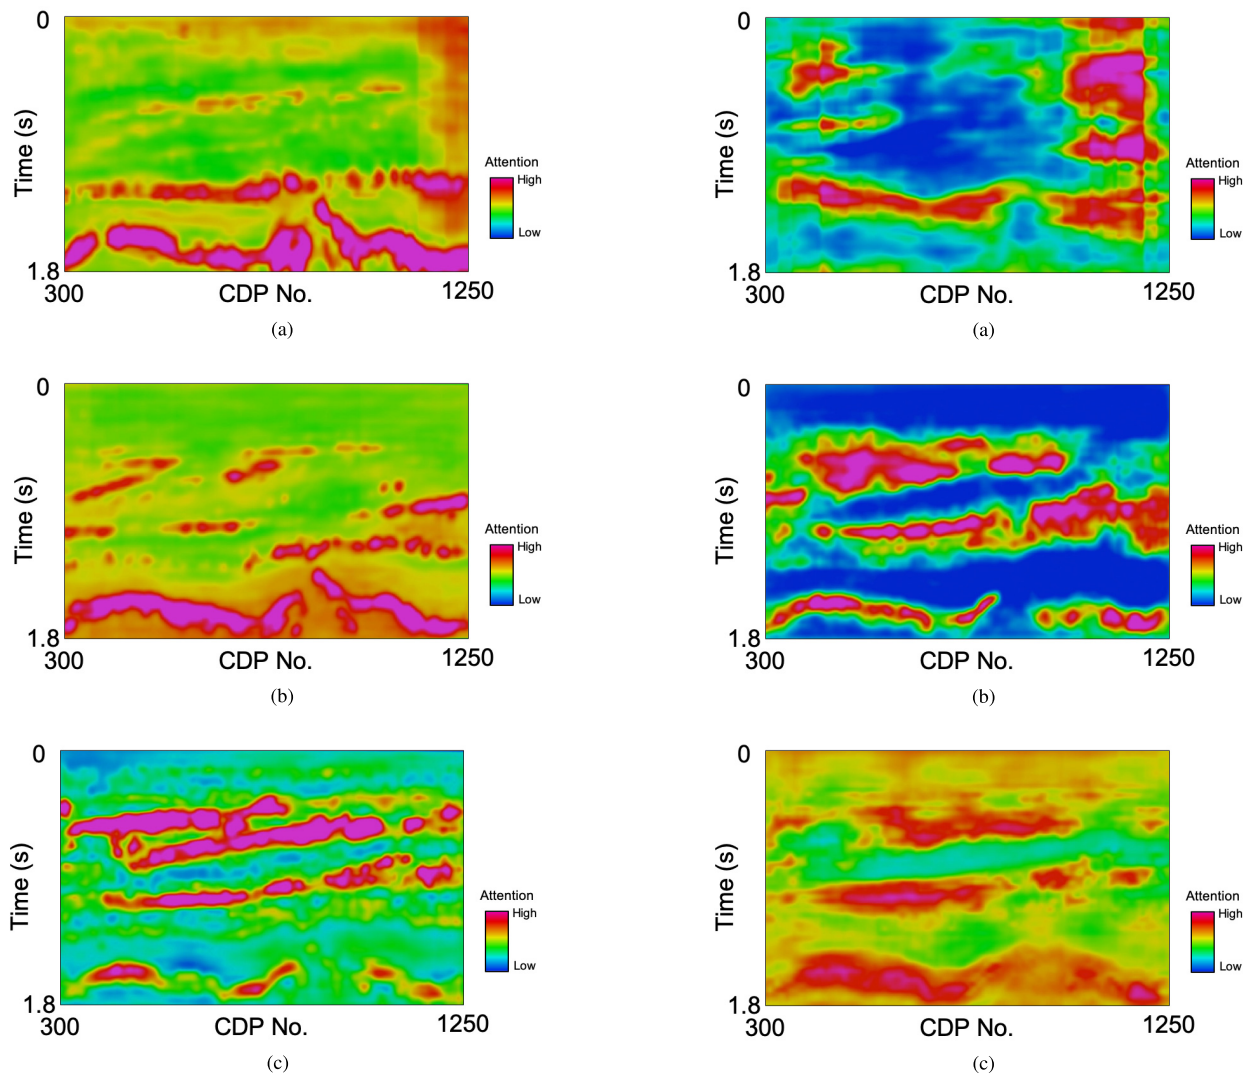 0
Time (s)
Attention
High
Low
1.8
300
CDP No.
1250
(a)
0
Time (s)
Attention
High
Low
1.8
300
CDP No.
1250
(a)
0
Time (s)
Attention
High
Low
1.8
300
CDP No.
1250
(b)
0
Time (s)
Attention
High
Low
1.8
300
CDP No.
1250
(b)
0
Time (s)
Attention
High
Low
1.8
300
CDP No.
1250
(c)
0
Time (s)
Attention
High
Low
1.8
300
CDP No.
1250
(c)